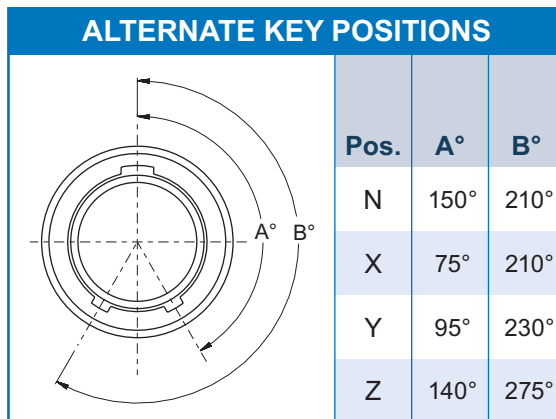 ALTERNATE KEY POSITIONS
A° B°
Pos. A° B°
N 150° 210°
X 75° 210°
Y 95° 230°
Z 140° 275°